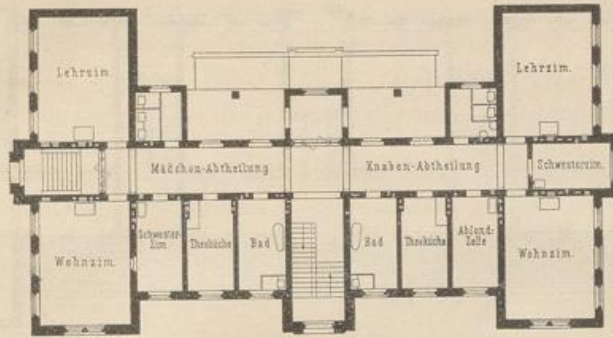 Lehrzim.
Lehrzim.
Mädchen-Abtheilung
Knaben-Abtheilung
Schwesterzim.
Wohnzim.
Schwester-
Zim.
Theeküche
Bad
Bad
Theeküche
Absond.-
Zelle
Wohnzim.